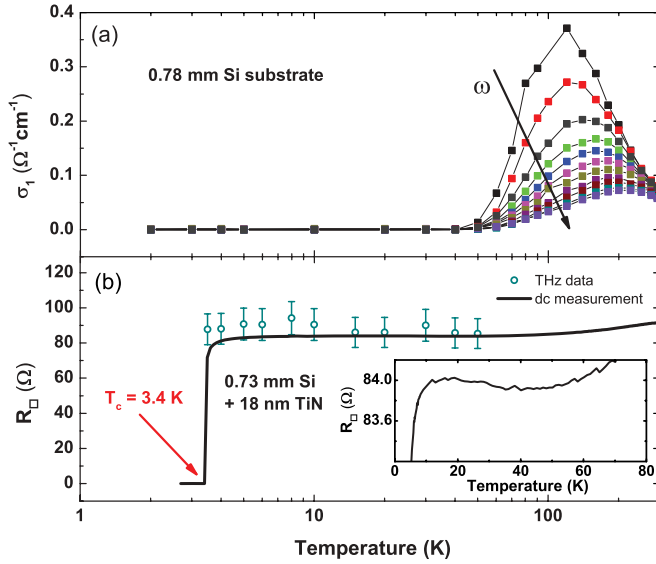 (a)
0.78 mm Si substrate
ω
0.4
0.3
0.2
0.1
0.0
σ₁ (Ω⁻¹cm⁻¹)
(b)
THz data
dc measurement
120
100
80
60
40
20
0
R□ (Ω)
T_c = 3.4 K
0.73 mm Si
+ 18 nm TiN
84.0
83.6
R□ (Ω)
0 20 40 60 80
Temperature (K)
1 10 100
Temperature (K)